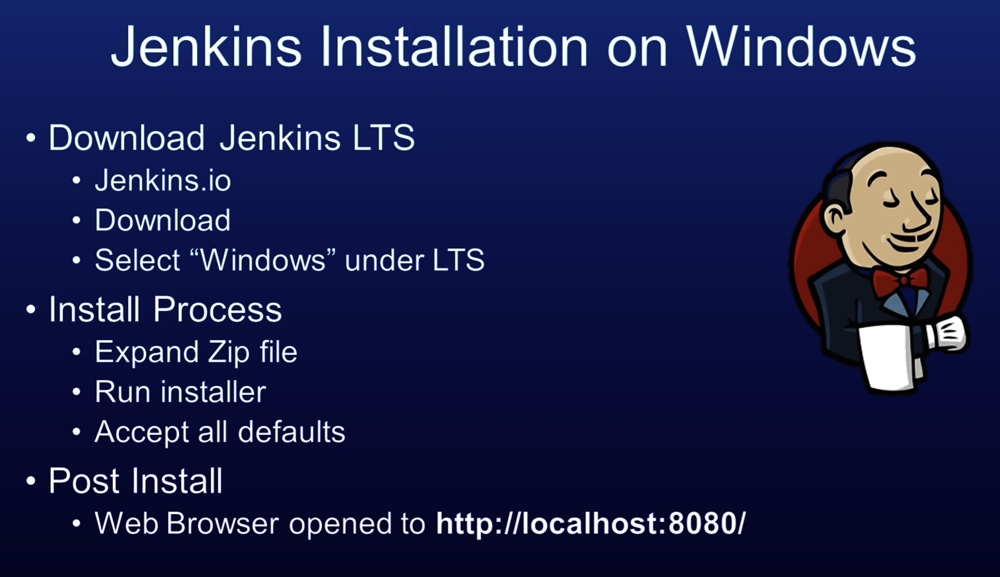 Jenkins Installation on Windows
• Download Jenkins LTS
• Jenkins.io
• Download
• Select “Windows” under LTS
• Install Process
• Expand Zip file
• Run installer
• Accept all defaults
• Post Install
• Web Browser opened to http://localhost:8080/